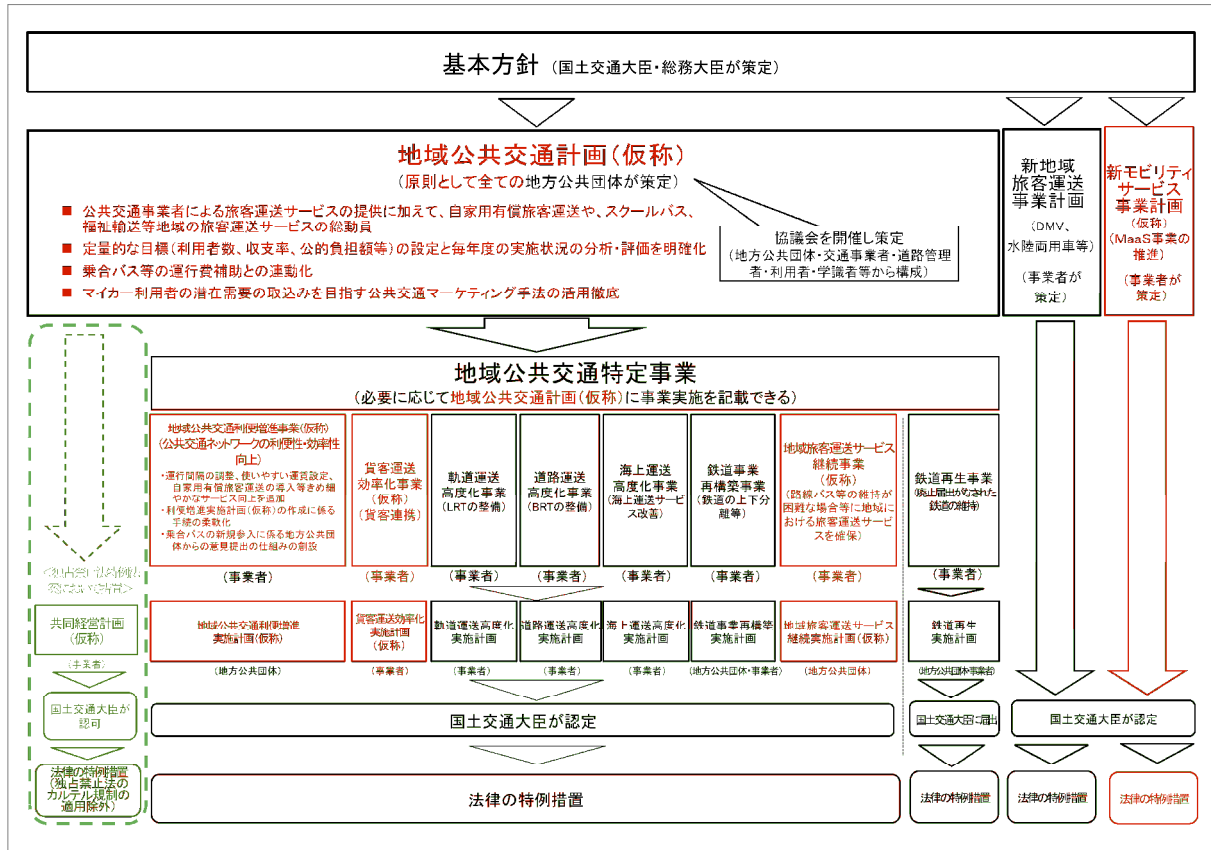 基本方針 (国土交通大臣・総務大臣が策定)
地域公共交通計画(仮称)
(原則として全ての地方公共団体が策定)
■ 公共交通事業者による旅客運送サービスの提供に加えて、自家用有償旅客運送や、スクールバス、
福祉輸送等地域の旅客運送サービスの総動員
■ 定量的な目標(利用者数、収支率、公的負担額等)の設定と毎年度の実施状況の分析・評価を明確化
■ 乗合バス等の運行費補助との連動化
■ マイカー利用者の潜在需要の取込みを目指す公共交通マーケティング手法の活用徹底
協議会を開催し策定
(地方公共団体・交通事業者・道路管理
者・利用者・学識者等から構成)
新地域
旅客運送
事業計画
(DMV、
水陸両用車等)
(事業者が
策定)
新モビリティ
サービス
事業計画
(仮称)
(MaaS事業の
推進)
(事業者が
策定)
地域公共交通特定事業
(必要に応じて地域公共交通計画(仮称)に事業実施を記載できる)
地域公共交通利便増進事業(仮称)
(公共交通ネットワークの利便性・効率性
向上)
・運行間隔の調整、使いやすい運賃設定、
自家用有償旅客運送の導入等きめ細
やかなサービス向上を追加
・利便増進実施計画(仮称)の作成に係る
手続の柔軟化
・乗合バスの新規参入に係る地方公共団
体からの意見提出の仕組みの創設
(事業者)
貨客運送
効率化事業
(仮称)
(貨客連携)
(事業者)
軌道運送
高度化事業
(LRTの整備)
(事業者)
道路運送
高度化事業
(BRTの整備)
(事業者)
海上運送
高度化事業
(海上運送サービ
ス改善)
(事業者)
鉄道事業
再構築事業
(鉄道の上下分
離等)
(事業者)
地域旅客運送サービス
継続事業
(仮称)
(路線バス等の維持が
困難な場合等に地域に
おける旅客運送サービ
スを確保)
(事業者)
鉄道再生事業
(廃止届出がなされた
鉄道の維持)
(事業者)
共同経営計画
(仮称)
(事業者)
地域公共交通利便増進
実施計画(仮称)
(地方公共団体)
貨客運送効率化
実施計画
(仮称)
(事業者)
軌道運送高度化
実施計画
(事業者)
道路運送高度化
実施計画
(事業者)
海上運送高度化
実施計画
(事業者)
鉄道事業再構築
実施計画
(地方公共団体・事業者)
地域旅客運送サービス
継続実施計画(仮称)
(地方公共団体)
鉄道再生
実施計画
(地方公共団体・事業者)
国土交通大臣が
認可
国土交通大臣が認定
国土交通大臣に届出
国土交通大臣が認定
法律の特例措置
(独占禁止法の
カルテル規制の
適用除外)
法律の特例措置
法律の特例措置
法律の特例措置
法律の特例措置